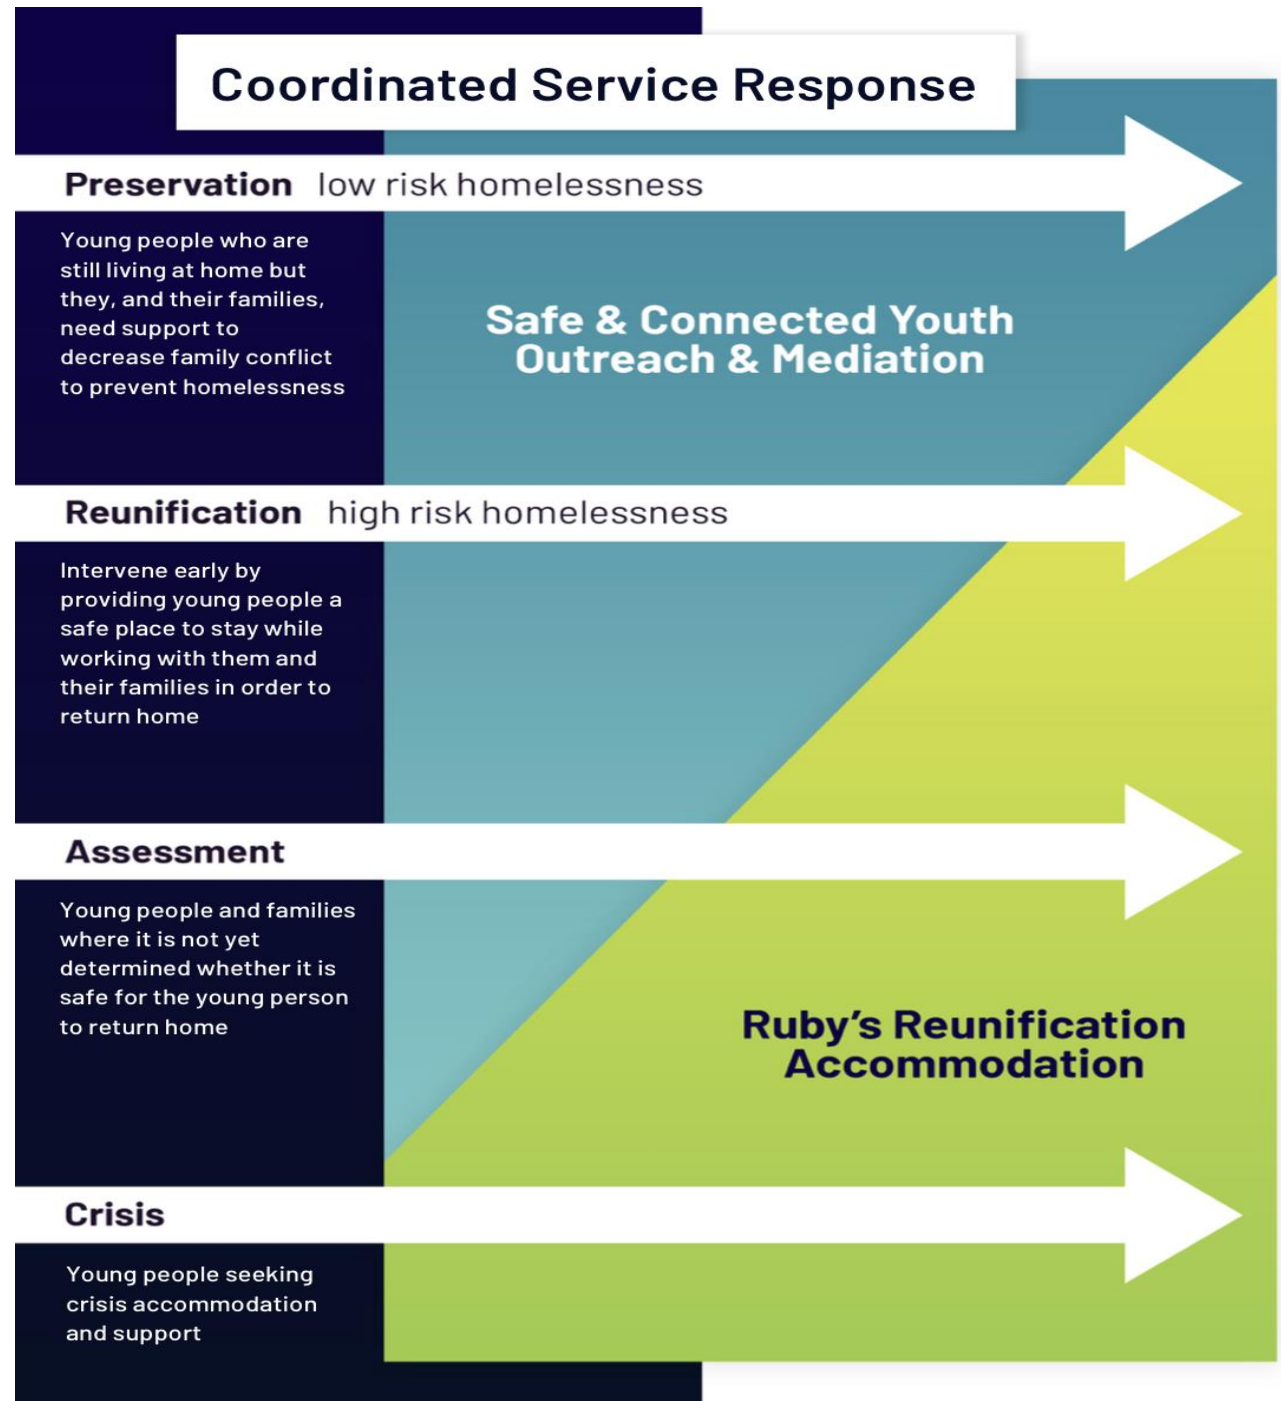 Coordinated Service Response
Preservation low risk homelessness
Young people who are
still living at home but
they, and their families,
need support to
decrease family conflict
to prevent homelessness
Safe & Connected Youth
Outreach & Mediation
Reunification high risk homelessness
Intervene early by
providing young people a
safe place to stay while
working with them and
their families in order to
return home
Assessment
Young people and families
where it is not yet
determined whether it is
safe for the young person
to return home
Ruby’s Reunification
Accommodation
Crisis
Young people seeking
crisis accommodation
and support